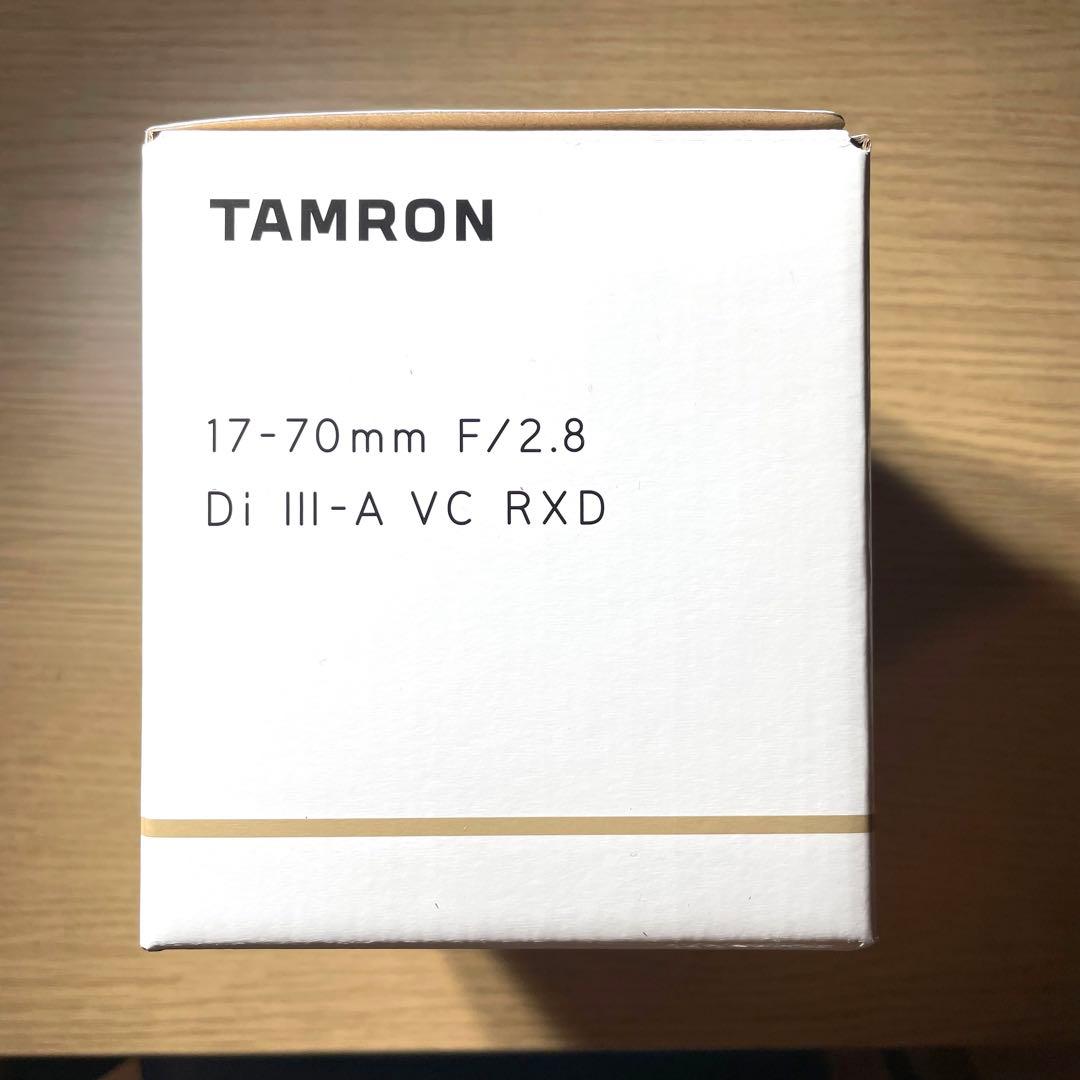 TAMRON
17-70mm F/2.8
Di III-A VC RXD